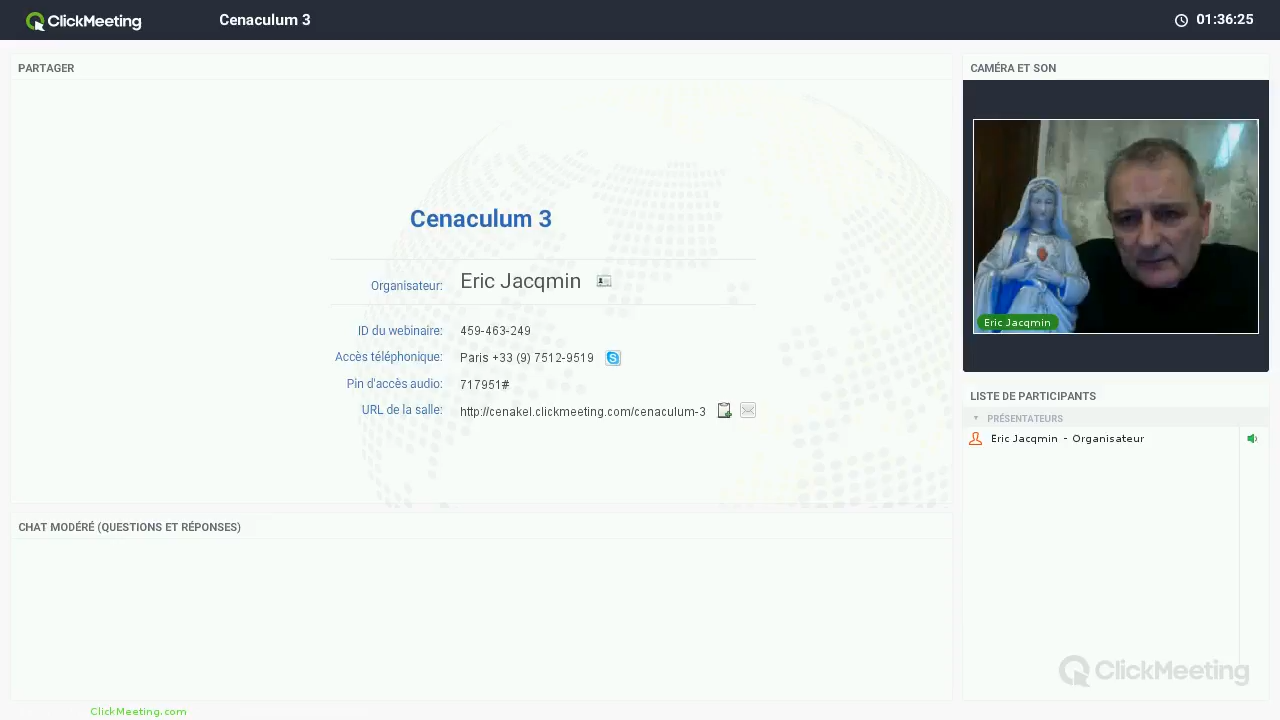 ClickMeeting
Cenaculum 3
01:36:25
PARTAGER
Cenaculum 3
Organisateur: Eric Jacqmin
ID du webinaire: 459-463-249
Accès téléphonique: Paris +33 (9) 7512-9519
Pin d'accès audio: 717951#
URL de la salle: http://cenakel.clickmeeting.com/cenaculum-3
CHAT MODÉRÉ (QUESTIONS ET RÉPONSES)
CAMÉRA ET SON
Eric Jacqmin
LISTE DE PARTICIPANTS
PRÉSENTATEURS
Eric Jacqmin - Organisateur
ClickMeeting
ClickMeeting.com